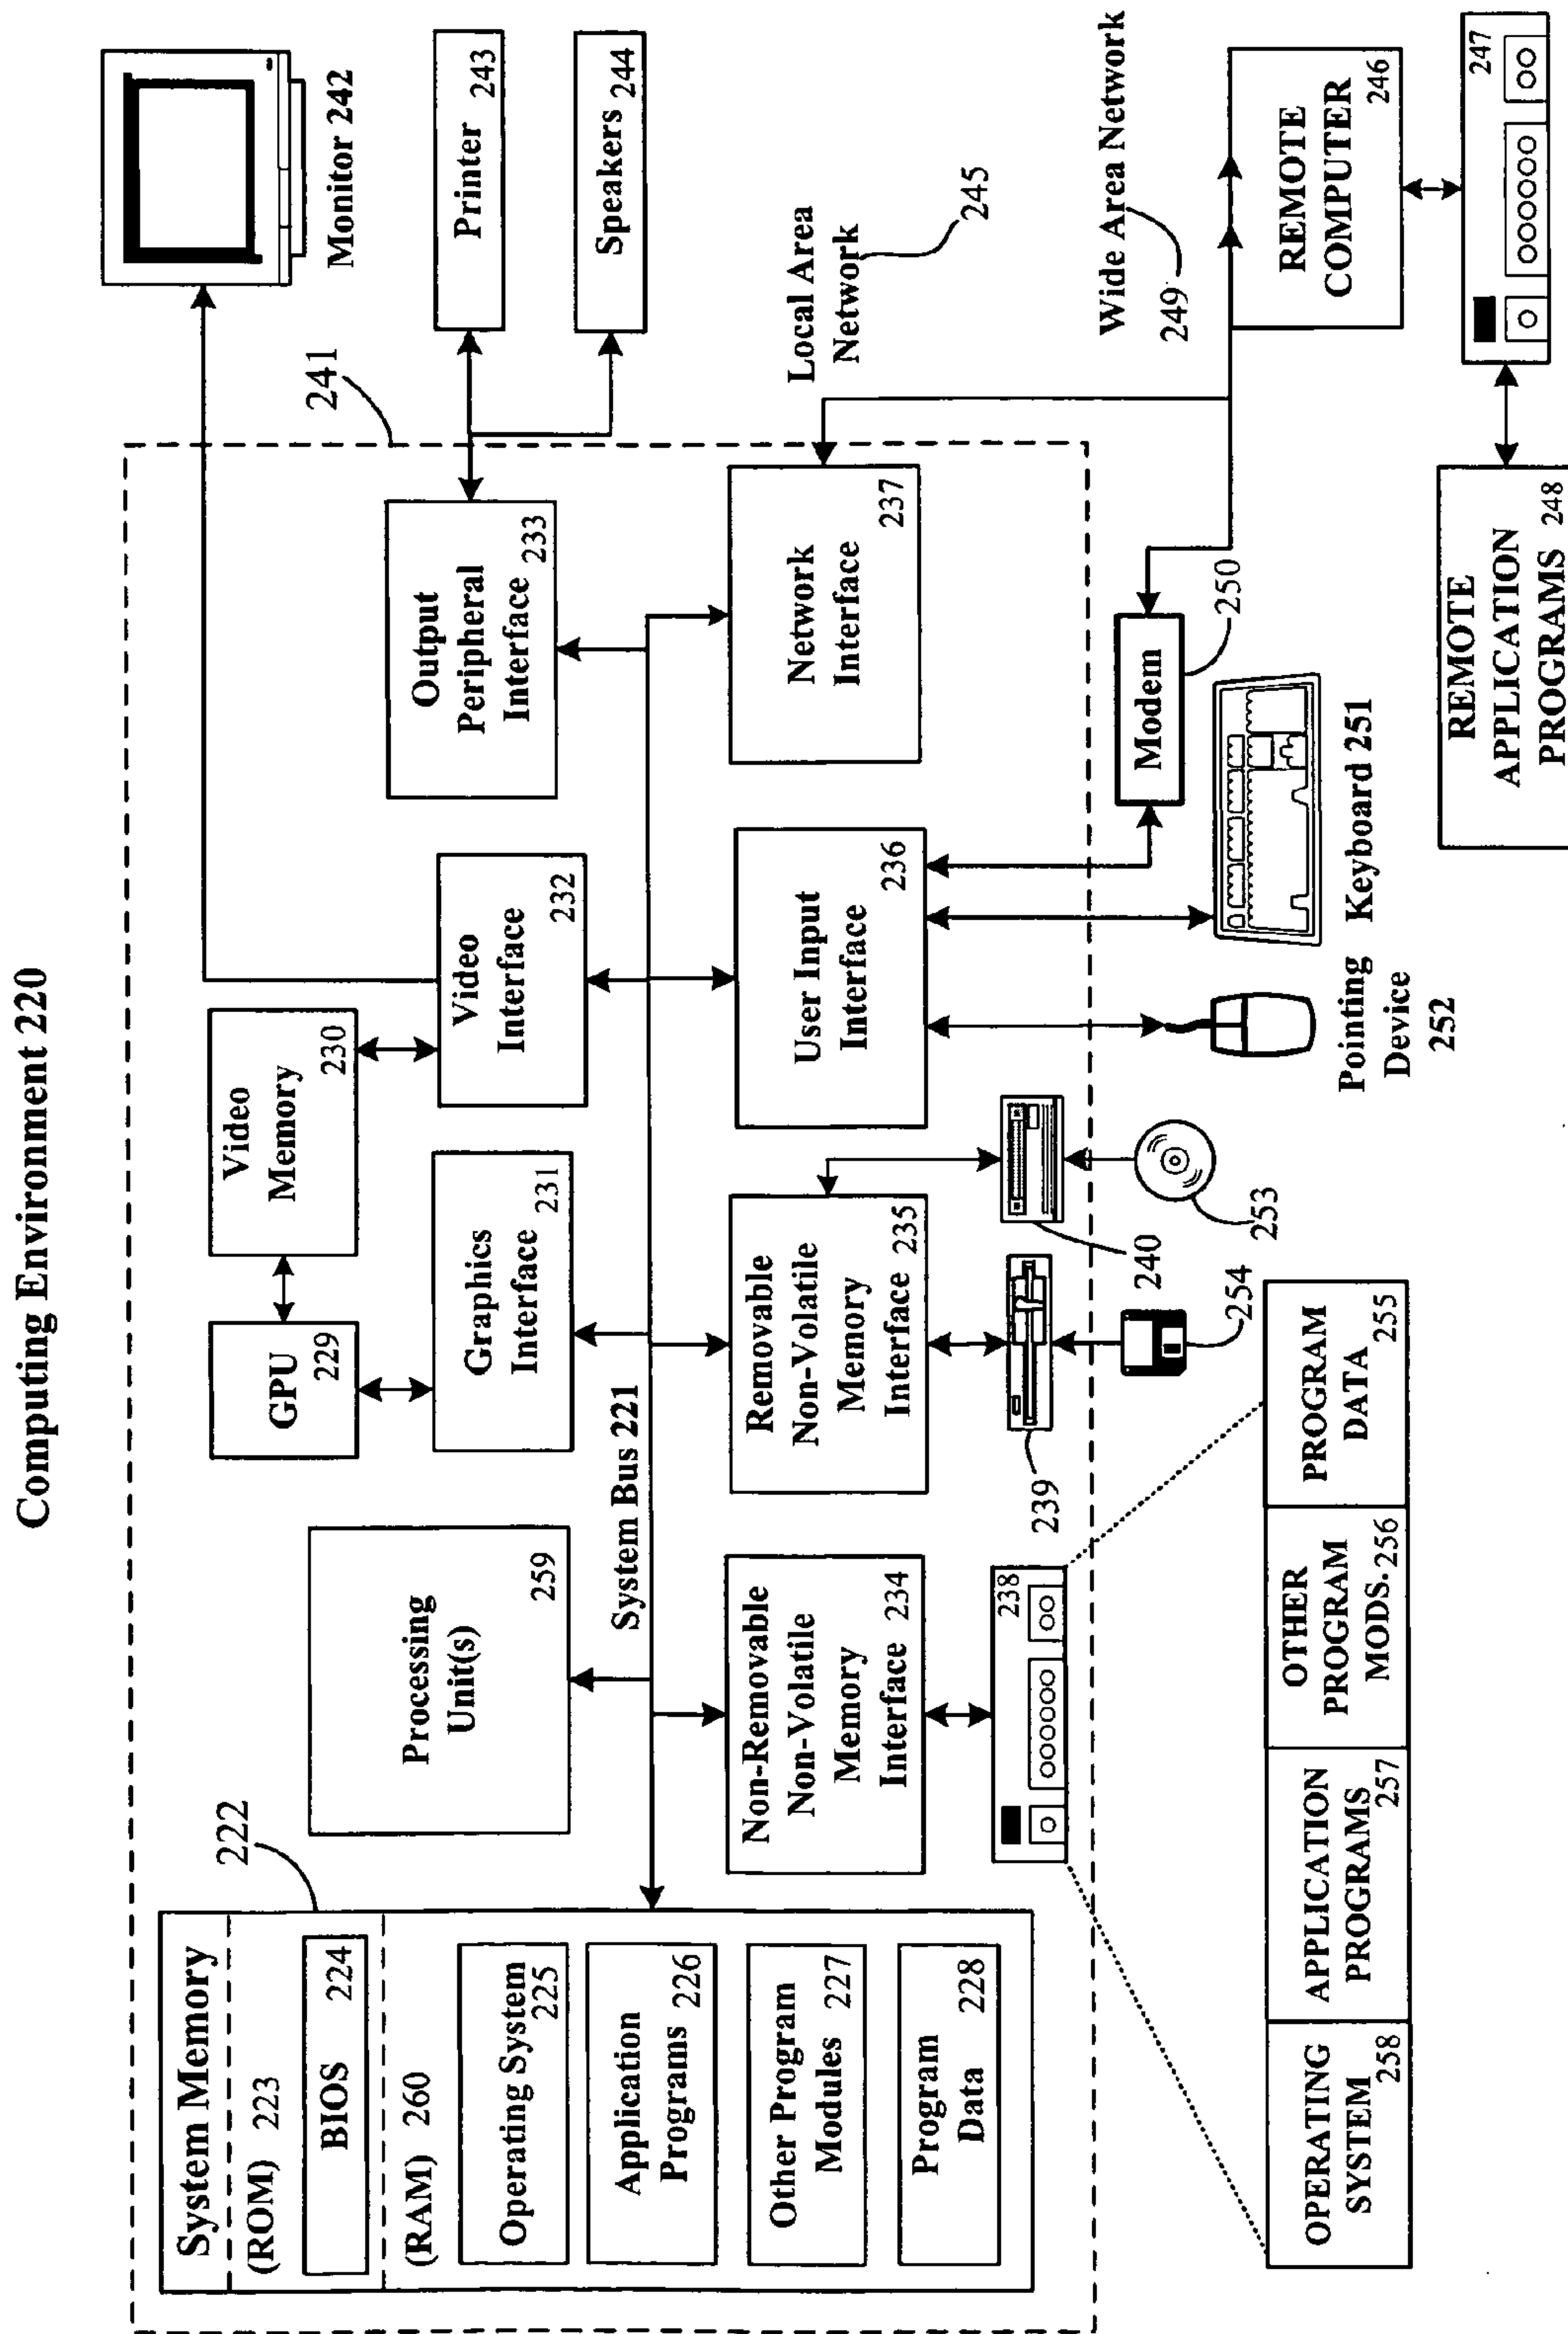 Computing Environment 220
System Memory
222
(ROM) 223
BIOS 224
(RAM) 260
Operating System
225
Application
Programs 226
Other Program
Modules 227
Program
Data 228
Processing
Unit(s)
259
GPU
229
Video
Memory
230
Graphics
Interface
231
Video
Interface
232
Output
Peripheral
Interface
233
241
Monitor 242
Printer 243
Speakers 244
System Bus 221
Non-Removable
Non-Volatile
Memory
Interface 234
Removable
Non-Volatile
Memory
Interface 235
User Input
Interface
236
Network
Interface
237
Local Area
Network
245
238
239
240
254
253
Pointing
Device
252
Keyboard 251
Modem
250
Wide Area Network
249
REMOTE
COMPUTER
246
247
REMOTE
APPLICATION
PROGRAMS 248
OPERATING
SYSTEM
258
APPLICATION
PROGRAMS
257
OTHER
PROGRAM
MODS. 256
PROGRAM
DATA
255